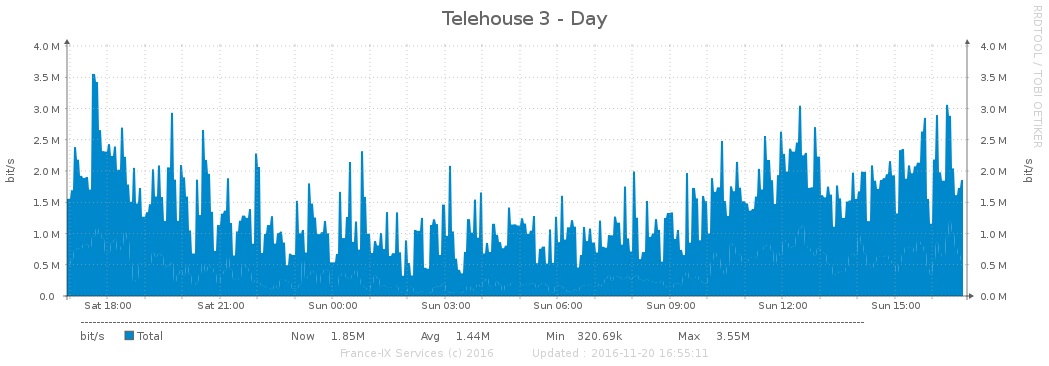 Telehouse 3 - Day
RRDTOOL / TOBI OETIKER
bit/s
4.0 M 4.0 M
3.5 M 3.5 M
3.0 M 3.0 M
2.5 M 2.5 M
2.0 M 2.0 M
1.5 M 1.5 M
1.0 M 1.0 M
0.5 M 0.5 M
0.0 0.0 M
bit/s
Sat 18:00 Sat 21:00 Sun 00:00 Sun 03:00 Sun 06:00 Sun 09:00 Sun 12:00 Sun 15:00
bit/s Total Now 1.85M Avg 1.44M Min 320.69k Max 3.55M
France-IX Services (c) 2016 Updated : 2016-11-20 16:55:11